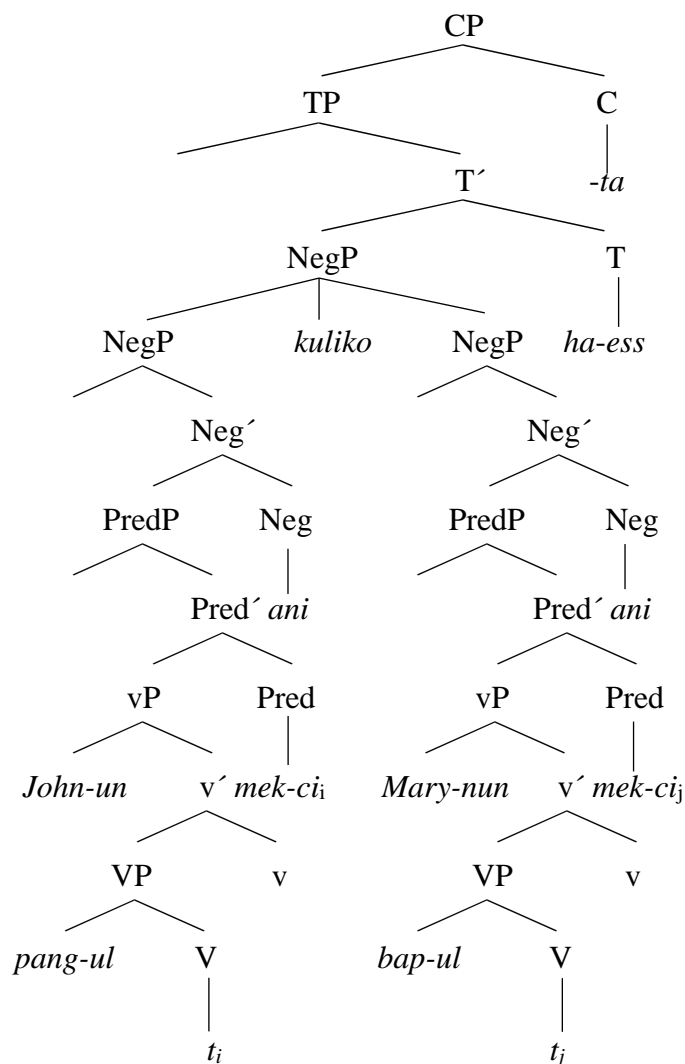 CP
TP C
T´ -ta
NegP T
NegP kuliko NegP ha-ess
Neg´ Neg´
PredP Neg PredP Neg
Pred´ ani Pred´ ani
vP Pred vP Pred
John-un v´ mek-ciᵢ Mary-nun v´ mek-ciⱼ
VP v VP v
pang-ul V bap-ul V
tᵢ tⱼ